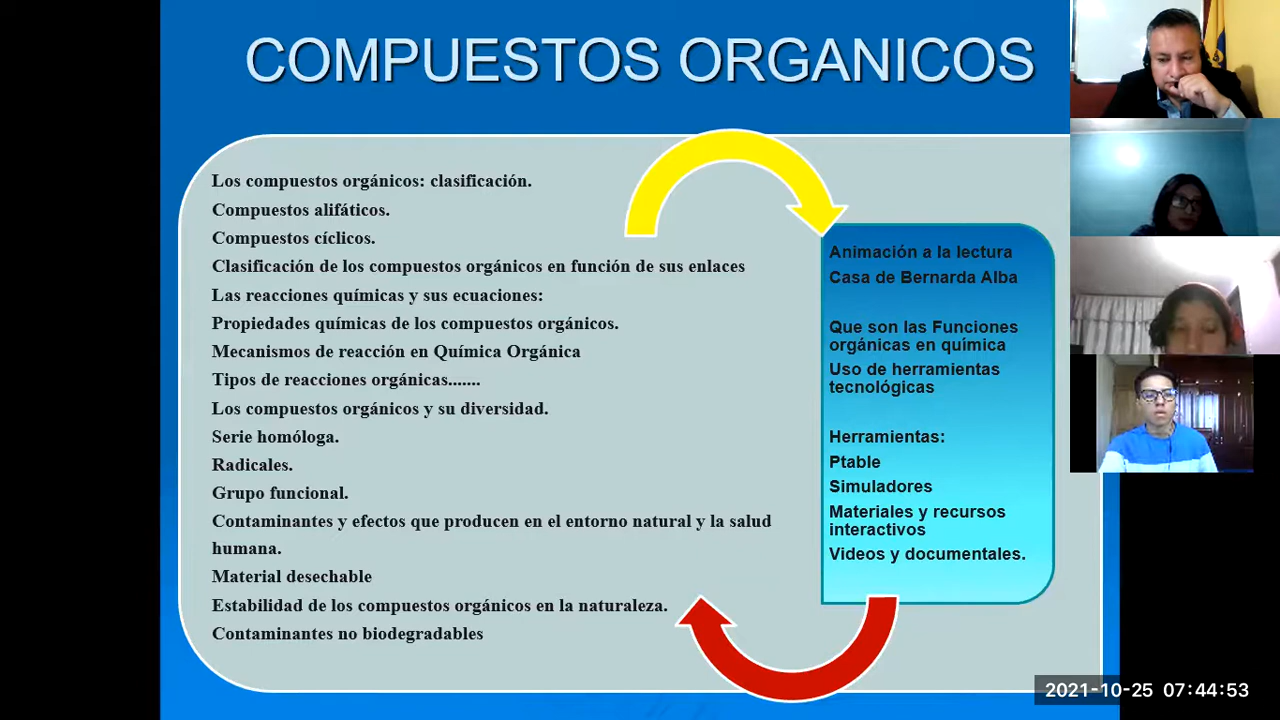 COMPUESTOS ORGANICOS
Los compuestos orgánicos: clasificación.
Compuestos alifáticos.
Compuestos cíclicos.
Clasificación de los compuestos orgánicos en función de sus enlaces
Las reacciones químicas y sus ecuaciones:
Propiedades químicas de los compuestos orgánicos.
Mecanismos de reacción en Química Orgánica
Tipos de reacciones orgánicas.......
Los compuestos orgánicos y su diversidad.
Serie homóloga.
Radicales.
Grupo funcional.
Contaminantes y efectos que producen en el entorno natural y la salud
humana.
Material desechable
Estabilidad de los compuestos orgánicos en la naturaleza.
Contaminantes no biodegradables
Animación a la lectura
Casa de Bernarda Alba
Que son las Funciones
orgánicas en química
Uso de herramientas
tecnológicas
Herramientas:
Ptable
Simuladores
Materiales y recursos
interactivos
Videos y documentales.
2021-10-25 07:44:53